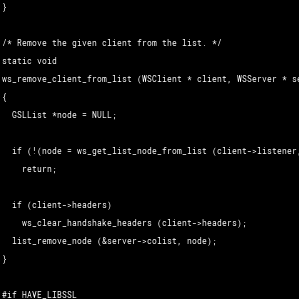 }
/* Remove the given client from the list. */
static void
ws_remove_client_from_list (WSClient * client, WSServer * se
{
  GSLList *node = NULL;
  if (!(node = ws_get_list_node_from_list (client->listener,
    return;
  if (client->headers)
    ws_clear_handshake_headers (client->headers);
  list_remove_node (&server->colist, node);
}
#if HAVE_LIBSSL